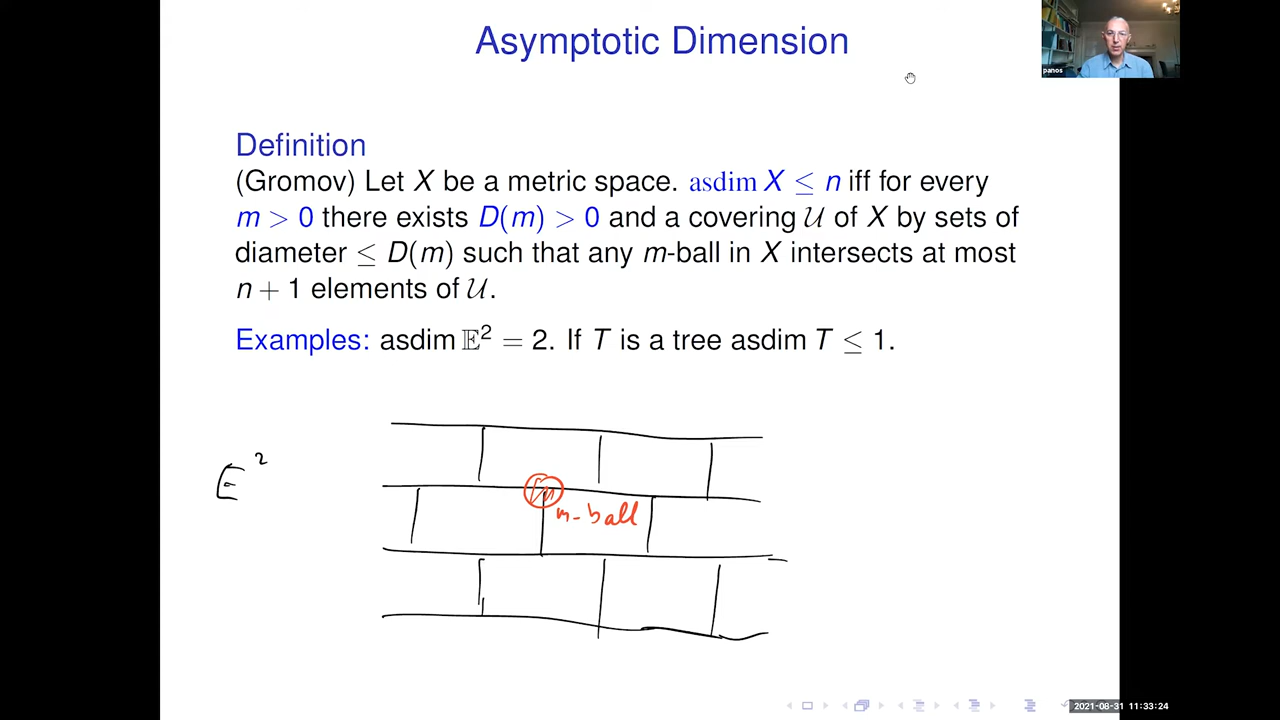 Asymptotic Dimension
panos
Definition
(Gromov) Let X be a metric space. asdim X ≤ n iff for every
m > 0 there exists D(m) > 0 and a covering 𝒰 of X by sets of
diameter ≤ D(m) such that any m-ball in X intersects at most
n + 1 elements of 𝒰.
Examples: asdim 𝔼² = 2. If T is a tree asdim T ≤ 1.
E²
m-ball
2021-08-31 11:33:24